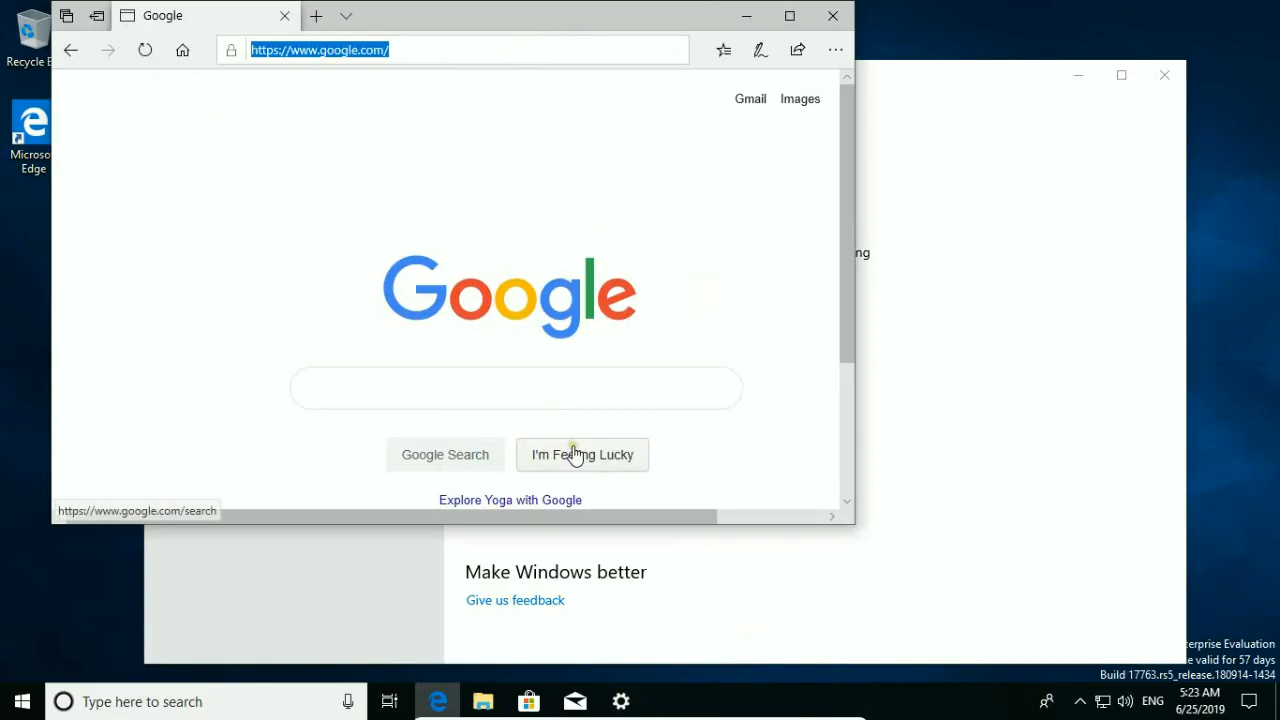 Recycle B
Microso
Edge
Google
https://www.google.com/
Gmail Images
Google
Google Search
I'm Feeling Lucky
Explore Yoga with Google
https://www.google.com/search
ng
Make Windows better
Give us feedback
erprise Evaluation
e valid for 57 days
Build 17763.rs5_release.180914-1434
Type here to search
ENG
5:23 AM
6/25/2019